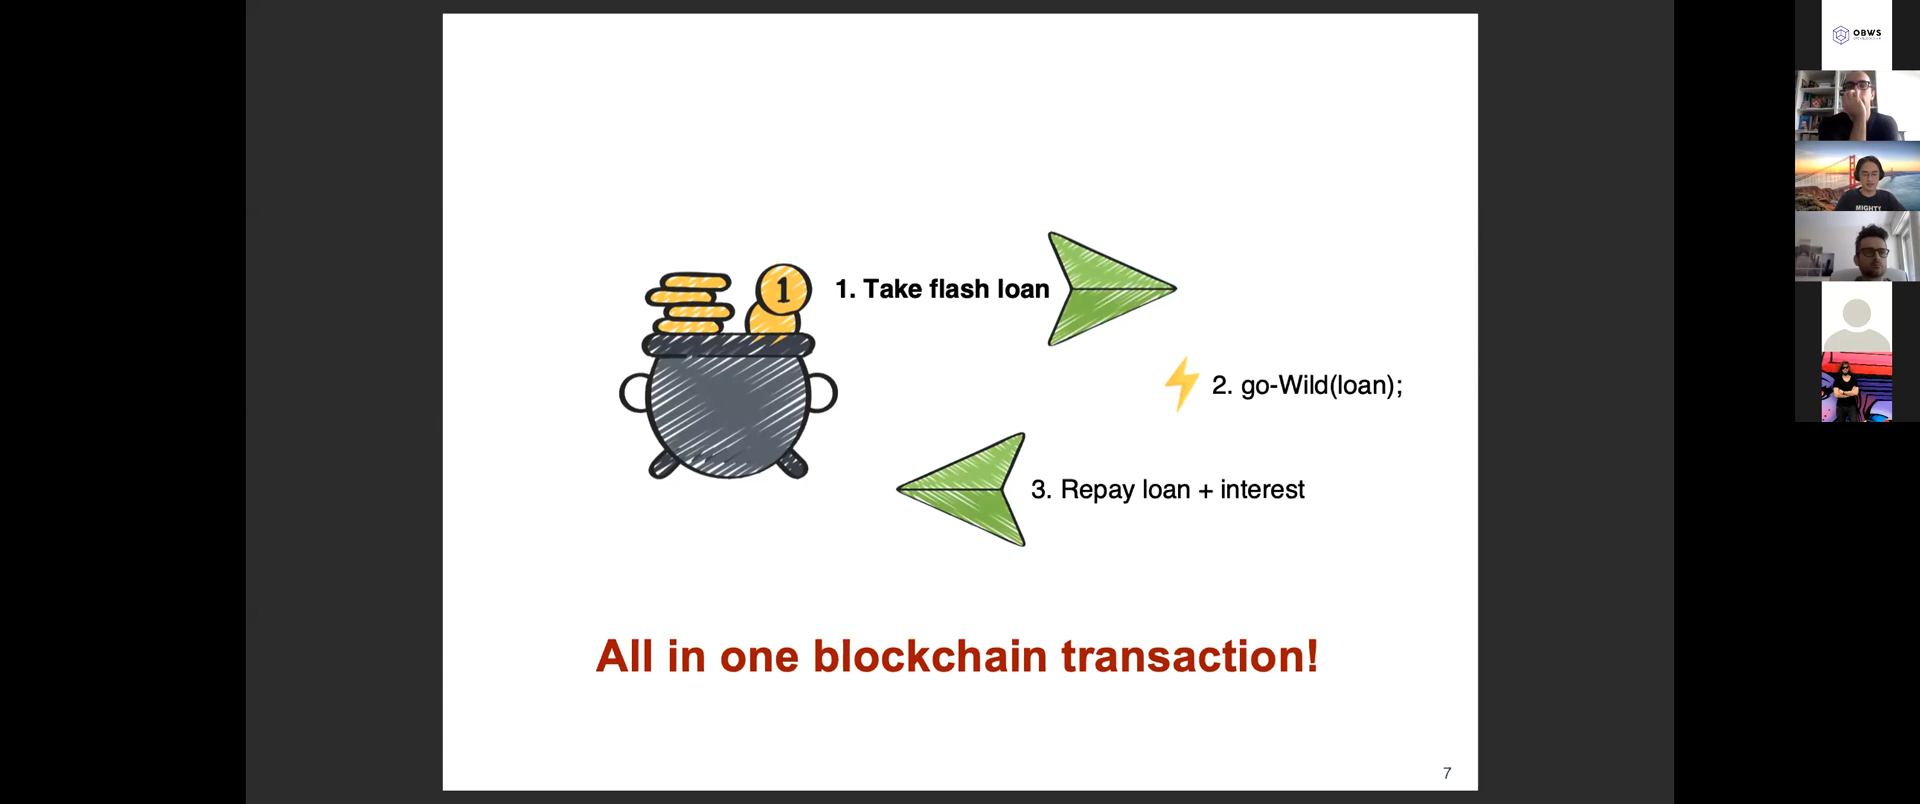 1
1. Take flash loan
2. go-Wild(loan);
3. Repay loan + interest
All in one blockchain transaction!
7
OBWS
MIGHTY